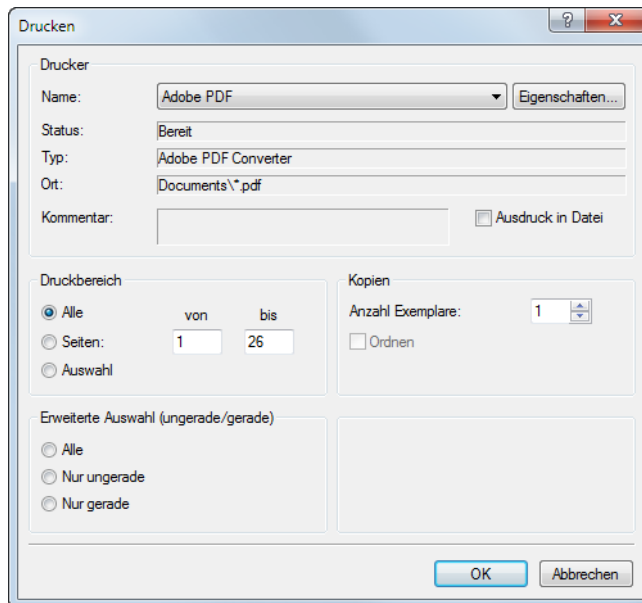 Drucken
Drucker
Name: Adobe PDF Eigenschaften...
Status: Bereit
Typ: Adobe PDF Converter
Ort: Documents\*.pdf
Kommentar: Ausdruck in Datei
Druckbereich
Alle von bis
Seiten: 1 26
Auswahl
Kopien
Anzahl Exemplare: 1
Ordnen
Erweiterte Auswahl (ungerade/gerade)
Alle
Nur ungerade
Nur gerade
OK Abbrechen